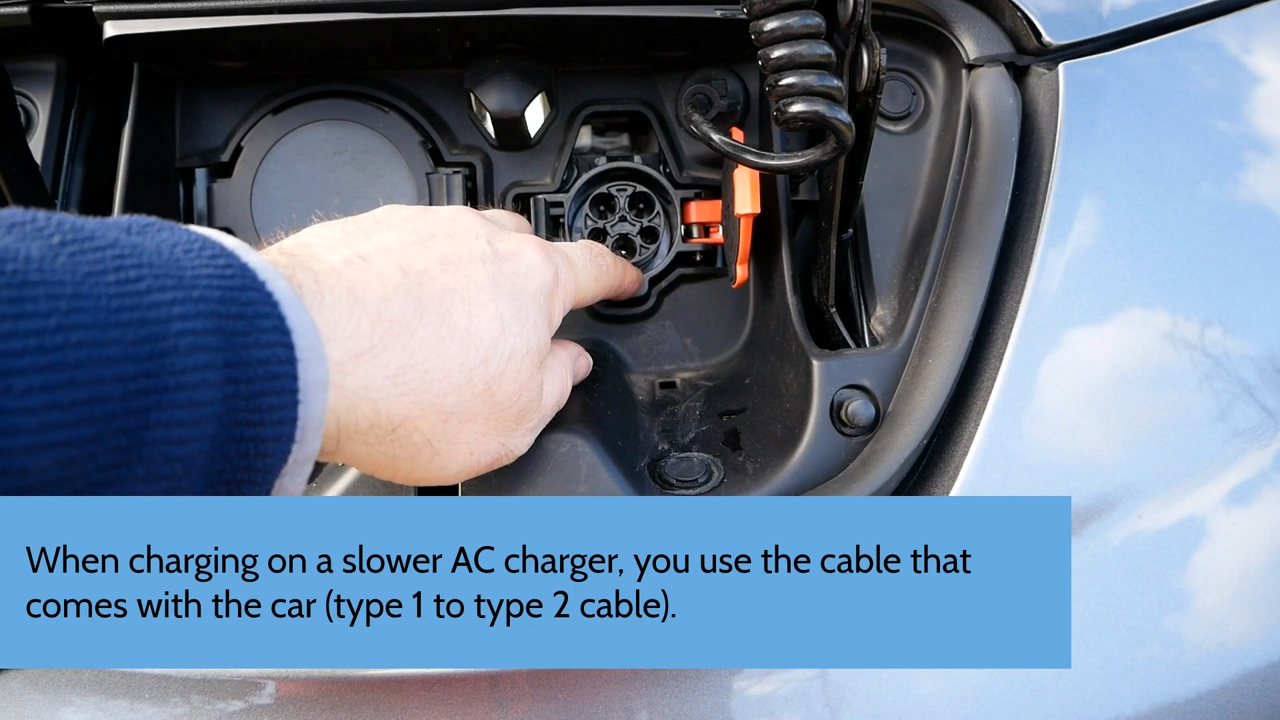 When charging on a slower AC charger, you use the cable that
comes with the car (type 1 to type 2 cable).